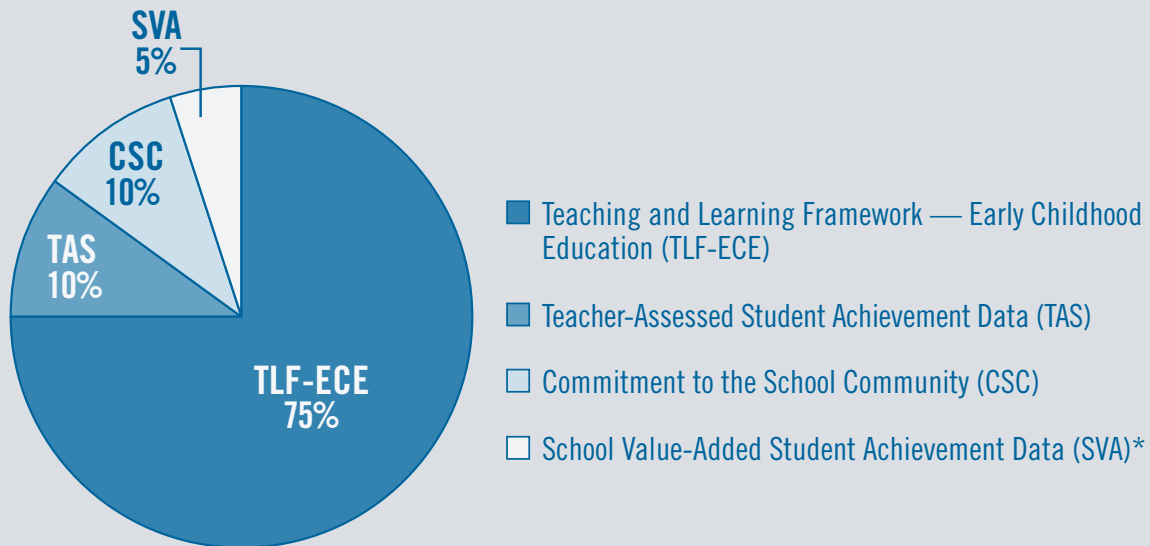 SVA
5%
CSC
10%
TAS
10%
TLF-ECE
75%
Teaching and Learning Framework — Early Childhood
Education (TLF-ECE)
Teacher-Assessed Student Achievement Data (TAS)
Commitment to the School Community (CSC)
School Value-Added Student Achievement Data (SVA)*